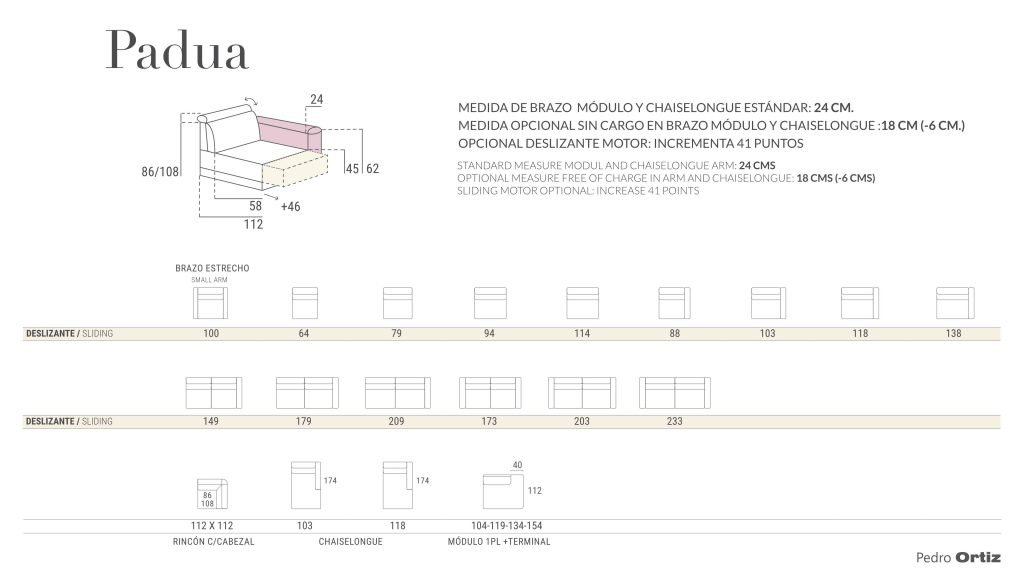 Padua
24
86/108
45 62
58 +46
112
MEDIDA DE BRAZO MÓDULO Y CHAISELONGUE ESTÁNDAR: 24 CM.
MEDIDA OPCIONAL SIN CARGO EN BRAZO MÓDULO Y CHAISELONGUE :18 CM (-6 CM.)
OPCIONAL DESLIZANTE MOTOR: INCREMENTA 41 PUNTOS
STANDARD MEASURE MODUL AND CHAISELONGUE ARM: 24 CMS
OPTIONAL MEASURE FREE OF CHARGE IN ARM AND CHAISELONGUE: 18 CMS (-6 CMS)
SLIDING MOTOR OPTIONAL: INCREASE 41 POINTS
BRAZO ESTRECHO
SMALL ARM
DESLIZANTE / SLIDING 100 64 79 94 114 88 103 118 138
DESLIZANTE / SLIDING 149 179 209 173 203 233
86
108
174
174
40
112
112 X 112 103 118 104-119-134-154
RINCÓN C/CABEZAL CHAISELONGUE MÓDULO 1PL +TERMINAL
Pedro Ortiz